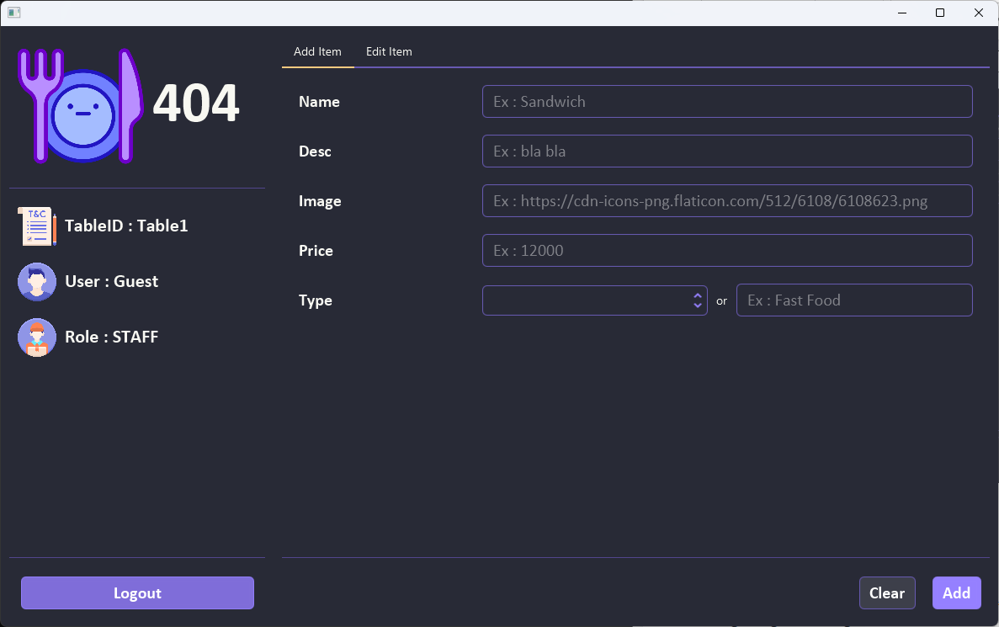 404
T&C
TableID : Table1
User : Guest
Role : STAFF
Logout
Add Item
Edit Item
Name
Ex : Sandwich
Desc
Ex : bla bla
Image
Ex : https://cdn-icons-png.flaticon.com/512/6108/6108623.png
Price
Ex : 12000
Type
or
Ex : Fast Food
Clear
Add